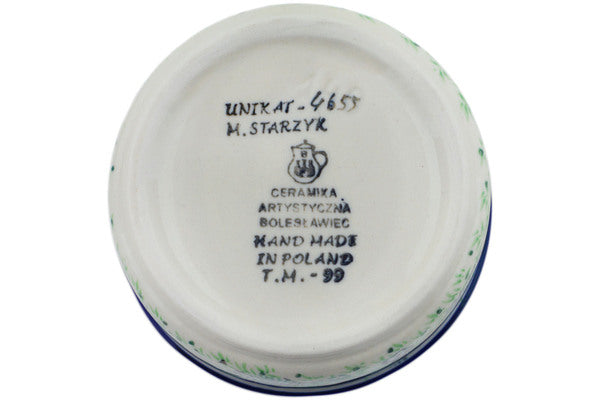 UNIKAT-4655
M.STARZYK
CERAMIKA
ARTYSTYCZNA
BOLESŁAWIEC
HAND MADE
IN POLAND
T.M.-99